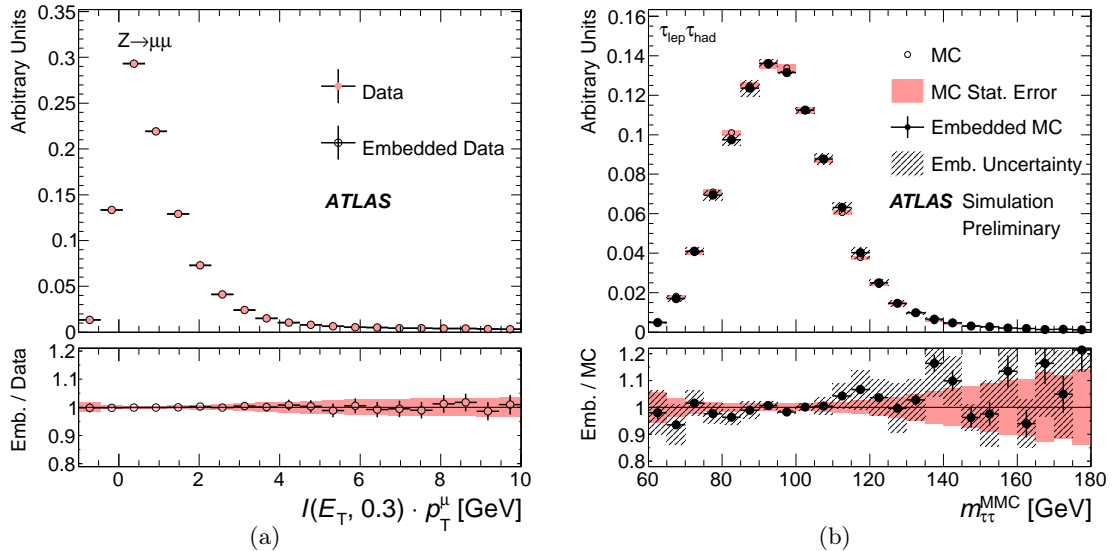 Arbitrary Units
Z→μμ
Data
Embedded Data
ATLAS
0.35
0.3
0.25
0.2
0.15
0.1
0.05
0
Emb. / Data
1.2
1.0
0.8
0 2 4 6 8 10
I(E_T, 0.3) · p_T^μ [GeV]
(a)
Arbitrary Units
τ_lep τ_had
MC
MC Stat. Error
Embedded MC
Emb. Uncertainty
ATLAS Simulation
Preliminary
0.16
0.14
0.12
0.1
0.08
0.06
0.04
0.02
0
Emb. / MC
1.2
1.1
1.0
0.9
0.8
60 80 100 120 140 160 180
m_ττ^MMC [GeV]
(b)